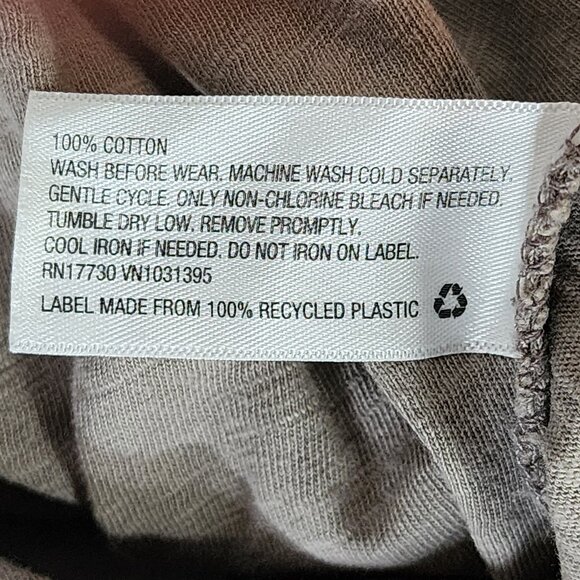 100% COTTON
WASH BEFORE WEAR. MACHINE WASH COLD SEPARATELY.
GENTLE CYCLE. ONLY NON-CHLORINE BLEACH IF NEEDED.
TUMBLE DRY LOW. REMOVE PROMPTLY.
COOL IRON IF NEEDED. DO NOT IRON ON LABEL.
RN17730 VN1031395
LABEL MADE FROM 100% RECYCLED PLASTIC